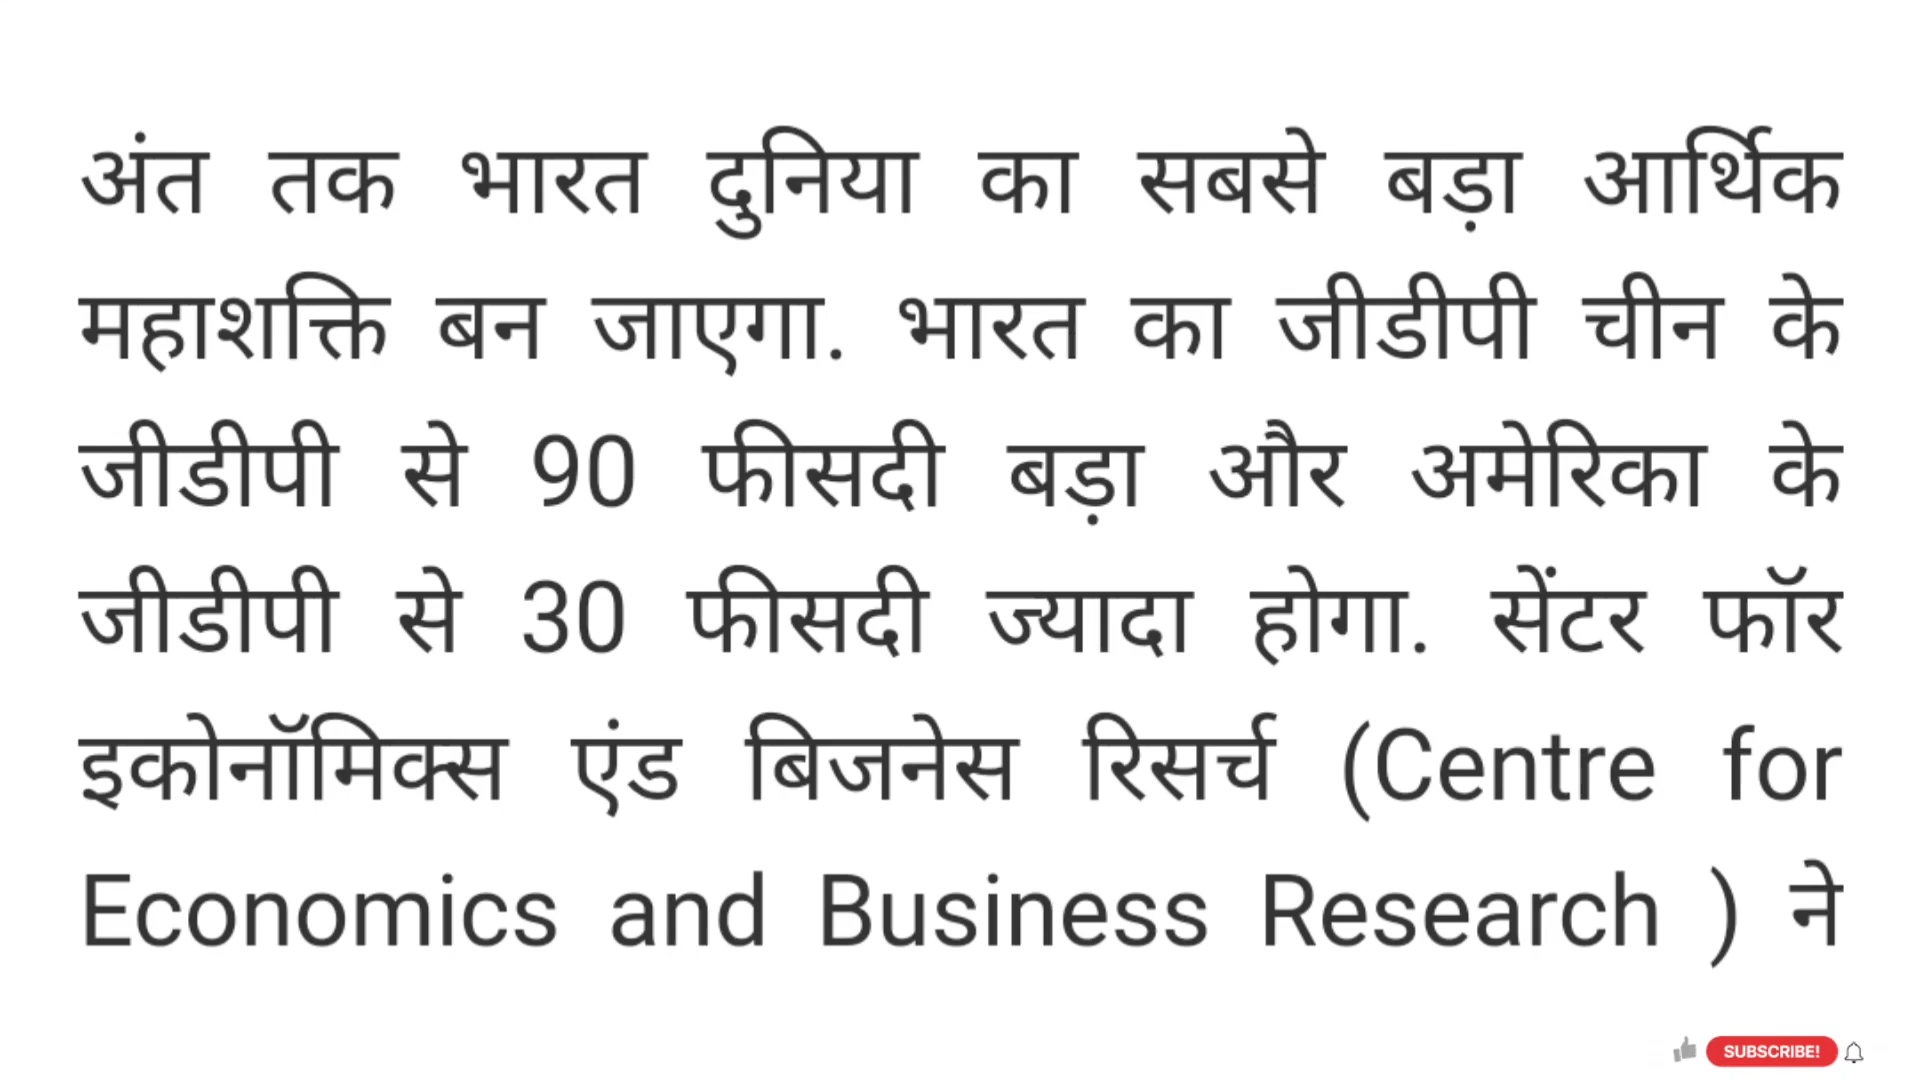 अंत तक भारत दुनिया का सबसे बड़ा आर्थिक
महाशक्ति बन जाएगा. भारत का जीडीपी चीन के
जीडीपी से 90 फीसदी बड़ा और अमेरिका के
जीडीपी से 30 फीसदी ज्यादा होगा. सेंटर फॉर
इकोनॉमिक्स एंड बिजनेस रिसर्च (Centre for
Economics and Business Research ) ने
SUBSCRIBE!